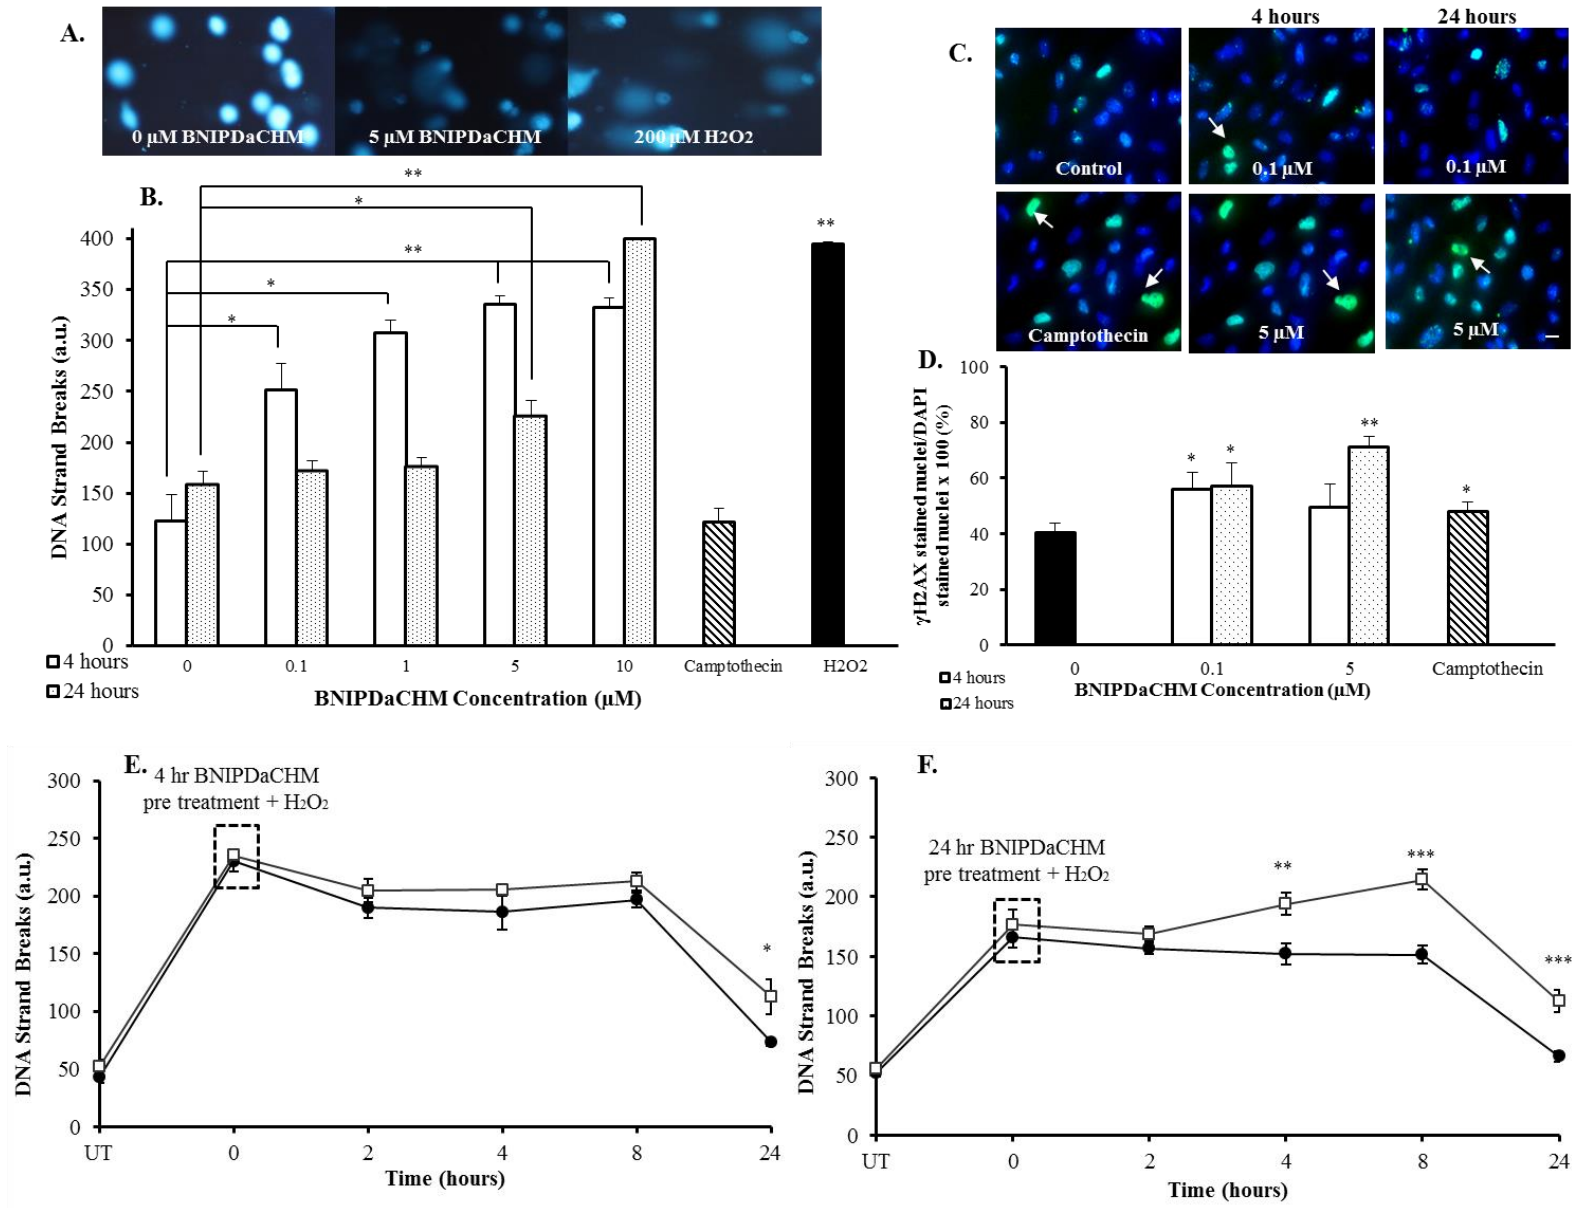 A.
0 μM BNIPDaCHM
5 μM BNIPDaCHM
200 μM H2O2
B.
**
*
**
*
*
**
400
350
300
250
200
150
100
50
0
DNA Strand Breaks (a.u.)
0
0.1
1
5
10
Camptothecin
H2O2
4 hours
24 hours
BNIPDaCHM Concentration (μM)
C.
4 hours
24 hours
Control
0.1 μM
0.1 μM
Camptothecin
5 μM
5 μM
D.
100
80
60
40
20
0
γH2AX stained nuclei/DAPI
stained nuclei x 100 (%)
*
*
**
*
0
0.1
5
Camptothecin
4 hours
24 hours
BNIPDaCHM Concentration (μM)
E.
4 hr BNIPDaCHM
pre treatment + H2O2
300
250
200
150
100
50
0
DNA Strand Breaks (a.u.)
*
UT
0
2
4
8
24
Time (hours)
F.
24 hr BNIPDaCHM
pre treatment + H2O2
300
250
200
150
100
50
0
DNA Strand Breaks (a.u.)
**
***
***
UT
0
2
4
8
24
Time (hours)